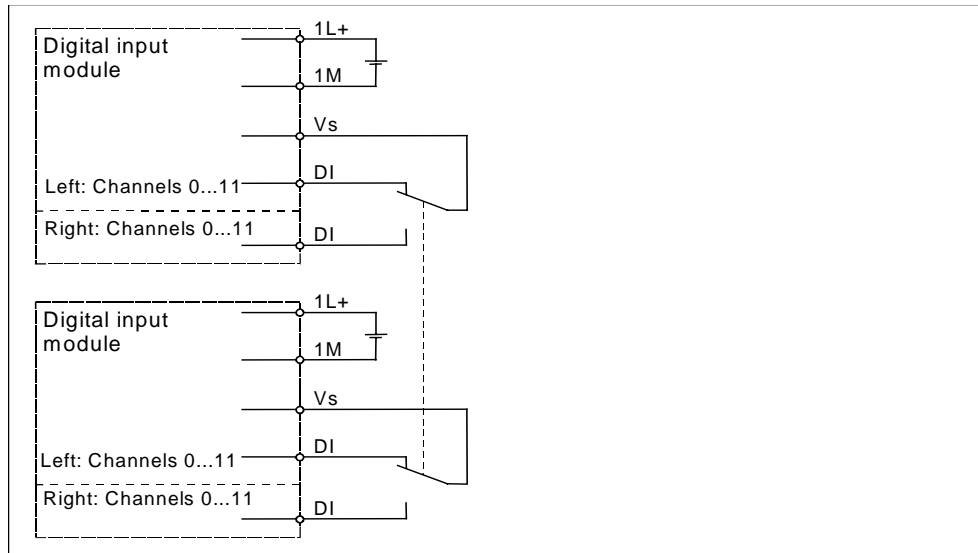 1L+
Digital input
module
1M
Vs
DI
Left: Channels 0...11
Right: Channels 0...11
DI
1L+
Digital input
module
1M
Vs
DI
Left: Channels 0...11
Right: Channels 0...11
DI